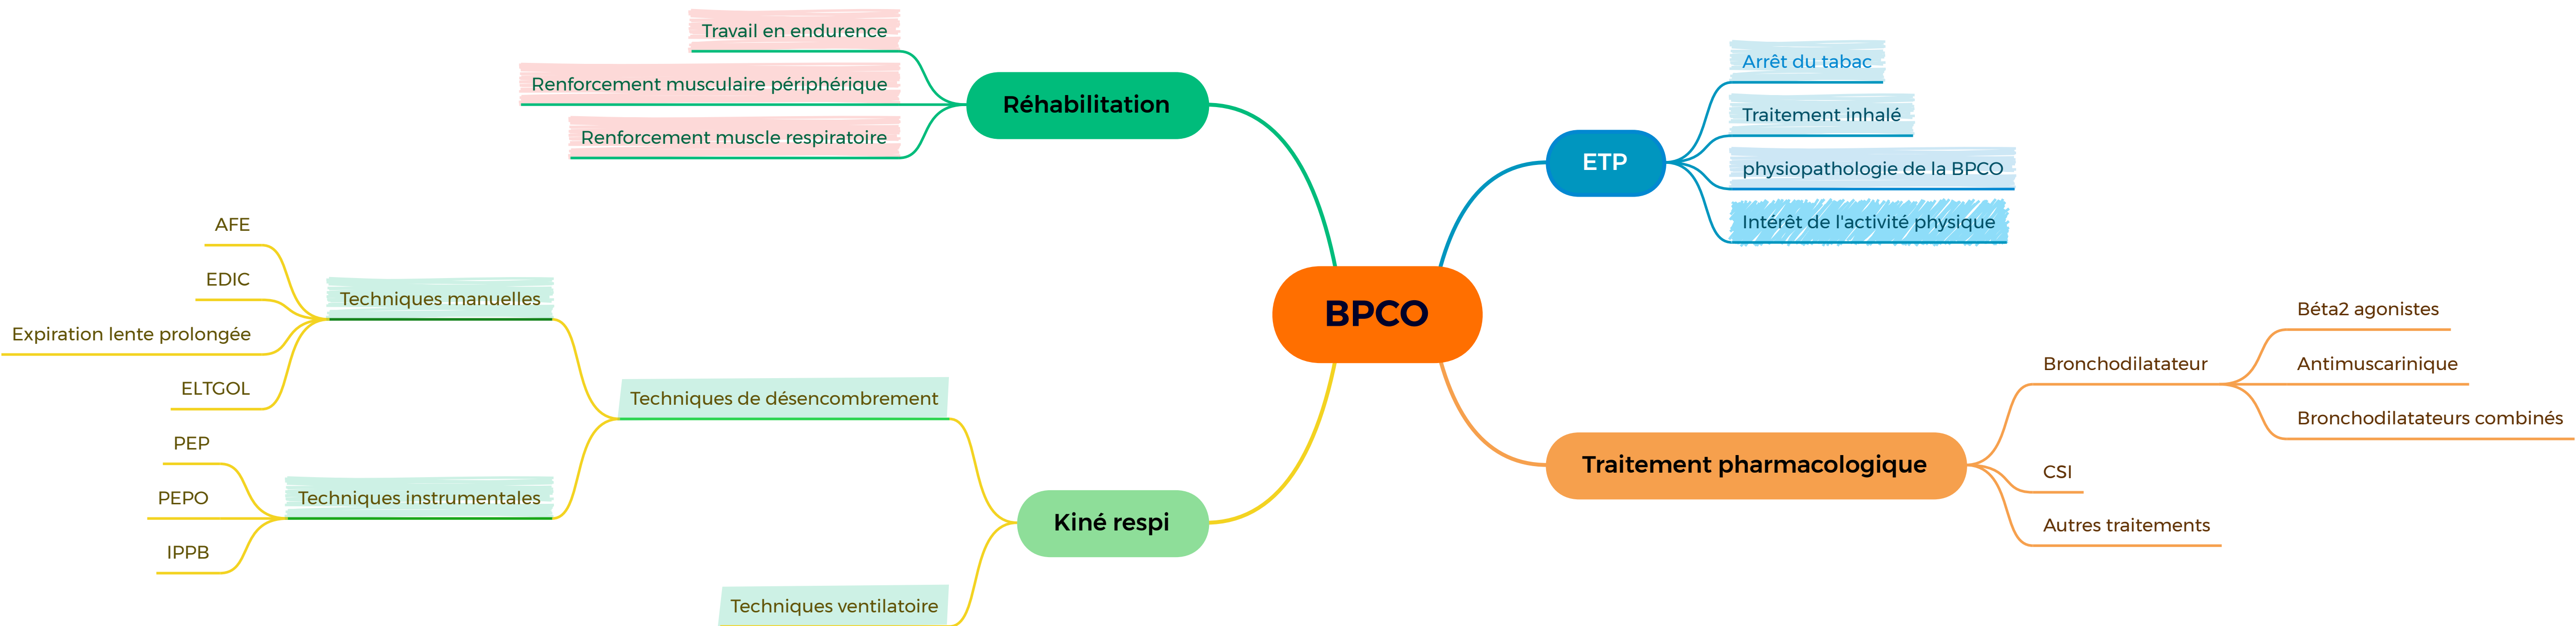 BPCO
Réhabilitation
Travail en endurence
Renforcement musculaire périphérique
Renforcement muscle respiratoire
ETP
Arrêt du tabac
Traitement inhalé
physiopathologie de la BPCO
Intérêt de l'activité physique
Traitement pharmacologique
Bronchodilatateur
Béta2 agonistes
Antimuscarinique
Bronchodilatateurs combinés
CSI
Autres traitements
Kiné respi
Techniques de désencombrement
Techniques manuelles
AFE
EDIC
Expiration lente prolongée
ELTGOL
Techniques instrumentales
PEP
PEPO
IPPB
Techniques ventilatoire